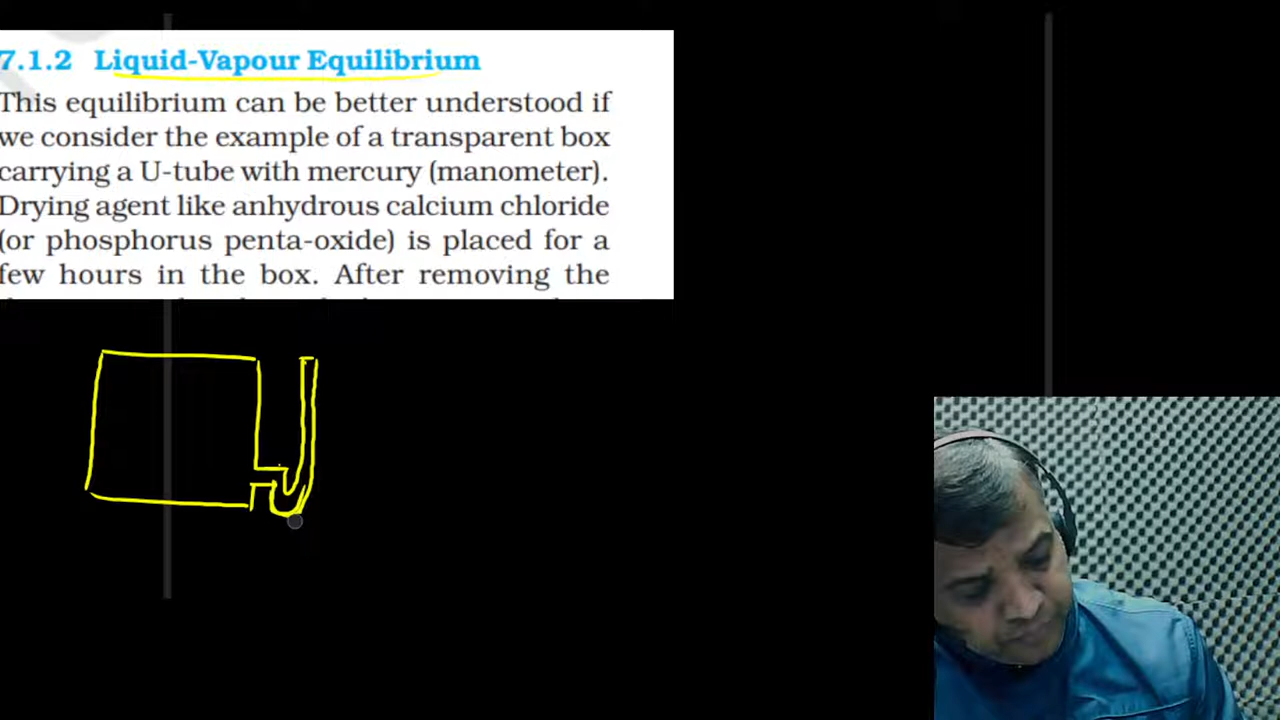 7.1.2 Liquid-Vapour Equilibrium
This equilibrium can be better understood if
we consider the example of a transparent box
carrying a U-tube with mercury (manometer).
Drying agent like anhydrous calcium chloride
(or phosphorus penta-oxide) is placed for a
few hours in the box. After removing the